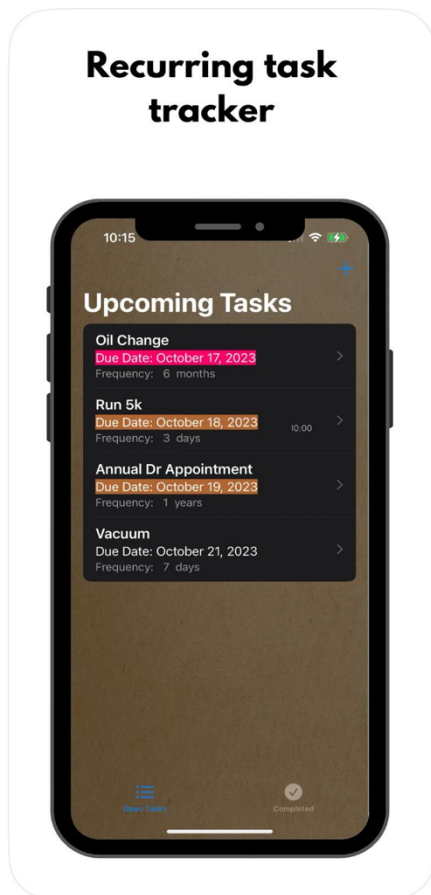 Recurring task
tracker
10:15
Upcoming Tasks
Oil Change
Due Date: October 17, 2023
Frequency: 6 months
Run 5k
Due Date: October 18, 2023
10:00
Frequency: 3 days
Annual Dr Appointment
Due Date: October 19, 2023
Frequency: 1 years
Vacuum
Due Date: October 21, 2023
Frequency: 7 days
Open Tasks
Completed